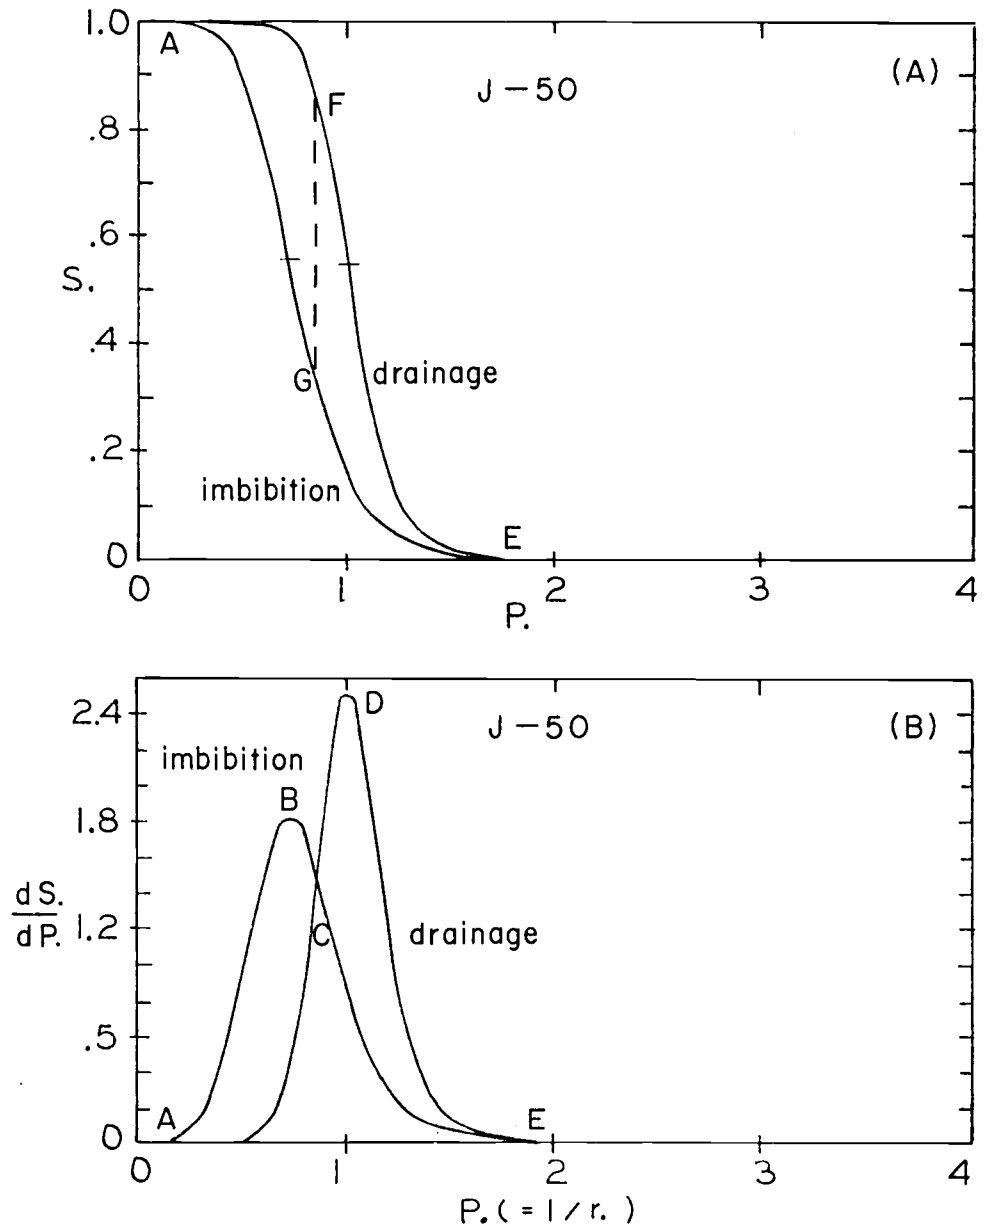 1.0
A
(A)
J-50
F
.8
.6
S.
.4
G
drainage
.2
imbibition
E
0
0 1 2 3 4
P.
2.4
D
J-50
(B)
imbibition
B
1.8
dS.
dP.
1.2
C
drainage
.5
A
E
0
0 1 2 3 4
P. (= 1/r.)